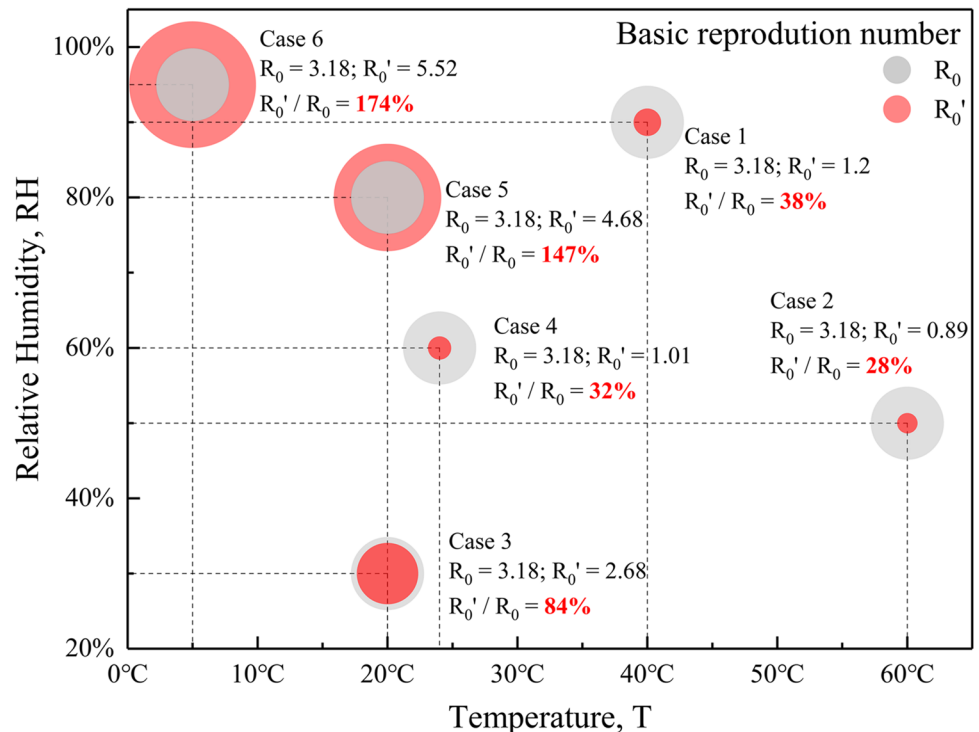 Basic reprodution number
R₀
R₀'
Case 6
R₀ = 3.18; R₀' = 5.52
R₀' / R₀ = 174%
Case 1
R₀ = 3.18; R₀' = 1.2
R₀' / R₀ = 38%
Case 5
R₀ = 3.18; R₀' = 4.68
R₀' / R₀ = 147%
Case 4
R₀ = 3.18; R₀' = 1.01
R₀' / R₀ = 32%
Case 2
R₀ = 3.18; R₀' = 0.89
R₀' / R₀ = 28%
Case 3
R₀ = 3.18; R₀' = 2.68
R₀' / R₀ = 84%
Relative Humidity, RH
100%
80%
60%
40%
20%
0℃ 10℃ 20℃ 30℃ 40℃ 50℃ 60℃
Temperature, T